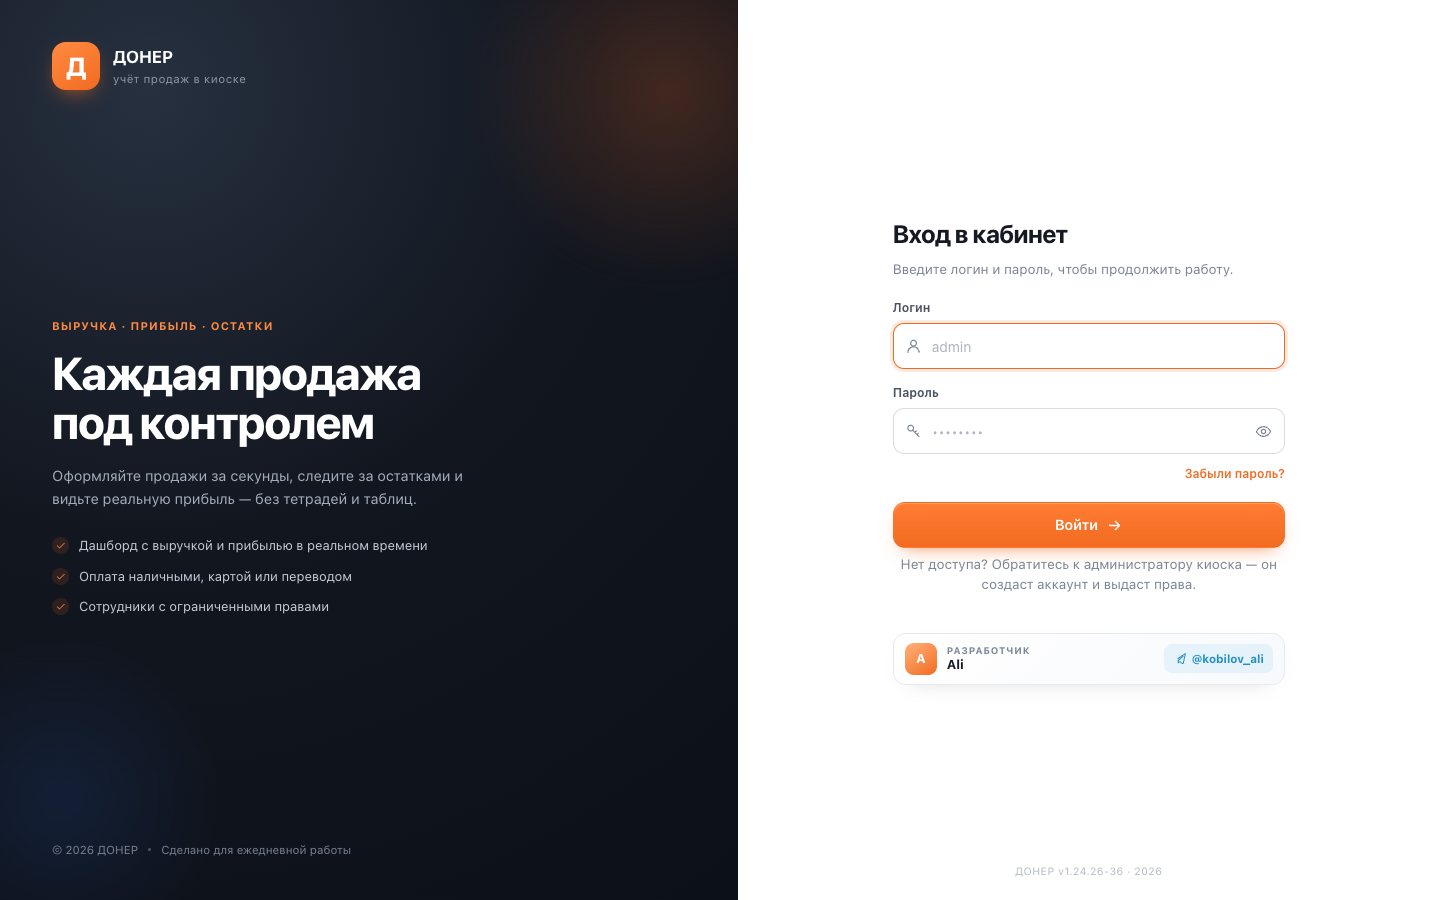 Д
ДОНЕР
учёт продаж в киоске
ВЫРУЧКА · ПРИБЫЛЬ · ОСТАТКИ
Каждая продажа
под контролем
Оформляйте продажи за секунды, следите за остатками и
видьте реальную прибыль — без тетрадей и таблиц.
Дашборд с выручкой и прибылью в реальном времени
Оплата наличными, картой или переводом
Сотрудники с ограниченными правами
© 2026 ДОНЕР • Сделано для ежедневной работы
Вход в кабинет
Введите логин и пароль, чтобы продолжить работу.
Логин
admin
Пароль
••••••••
Забыли пароль?
Войти →
Нет доступа? Обратитесь к администратору киоска — он
создаст аккаунт и выдаст права.
A
РАЗРАБОТЧИК
Ali
@kobilov_ali
ДОНЕР v1.24.26-36 · 2026